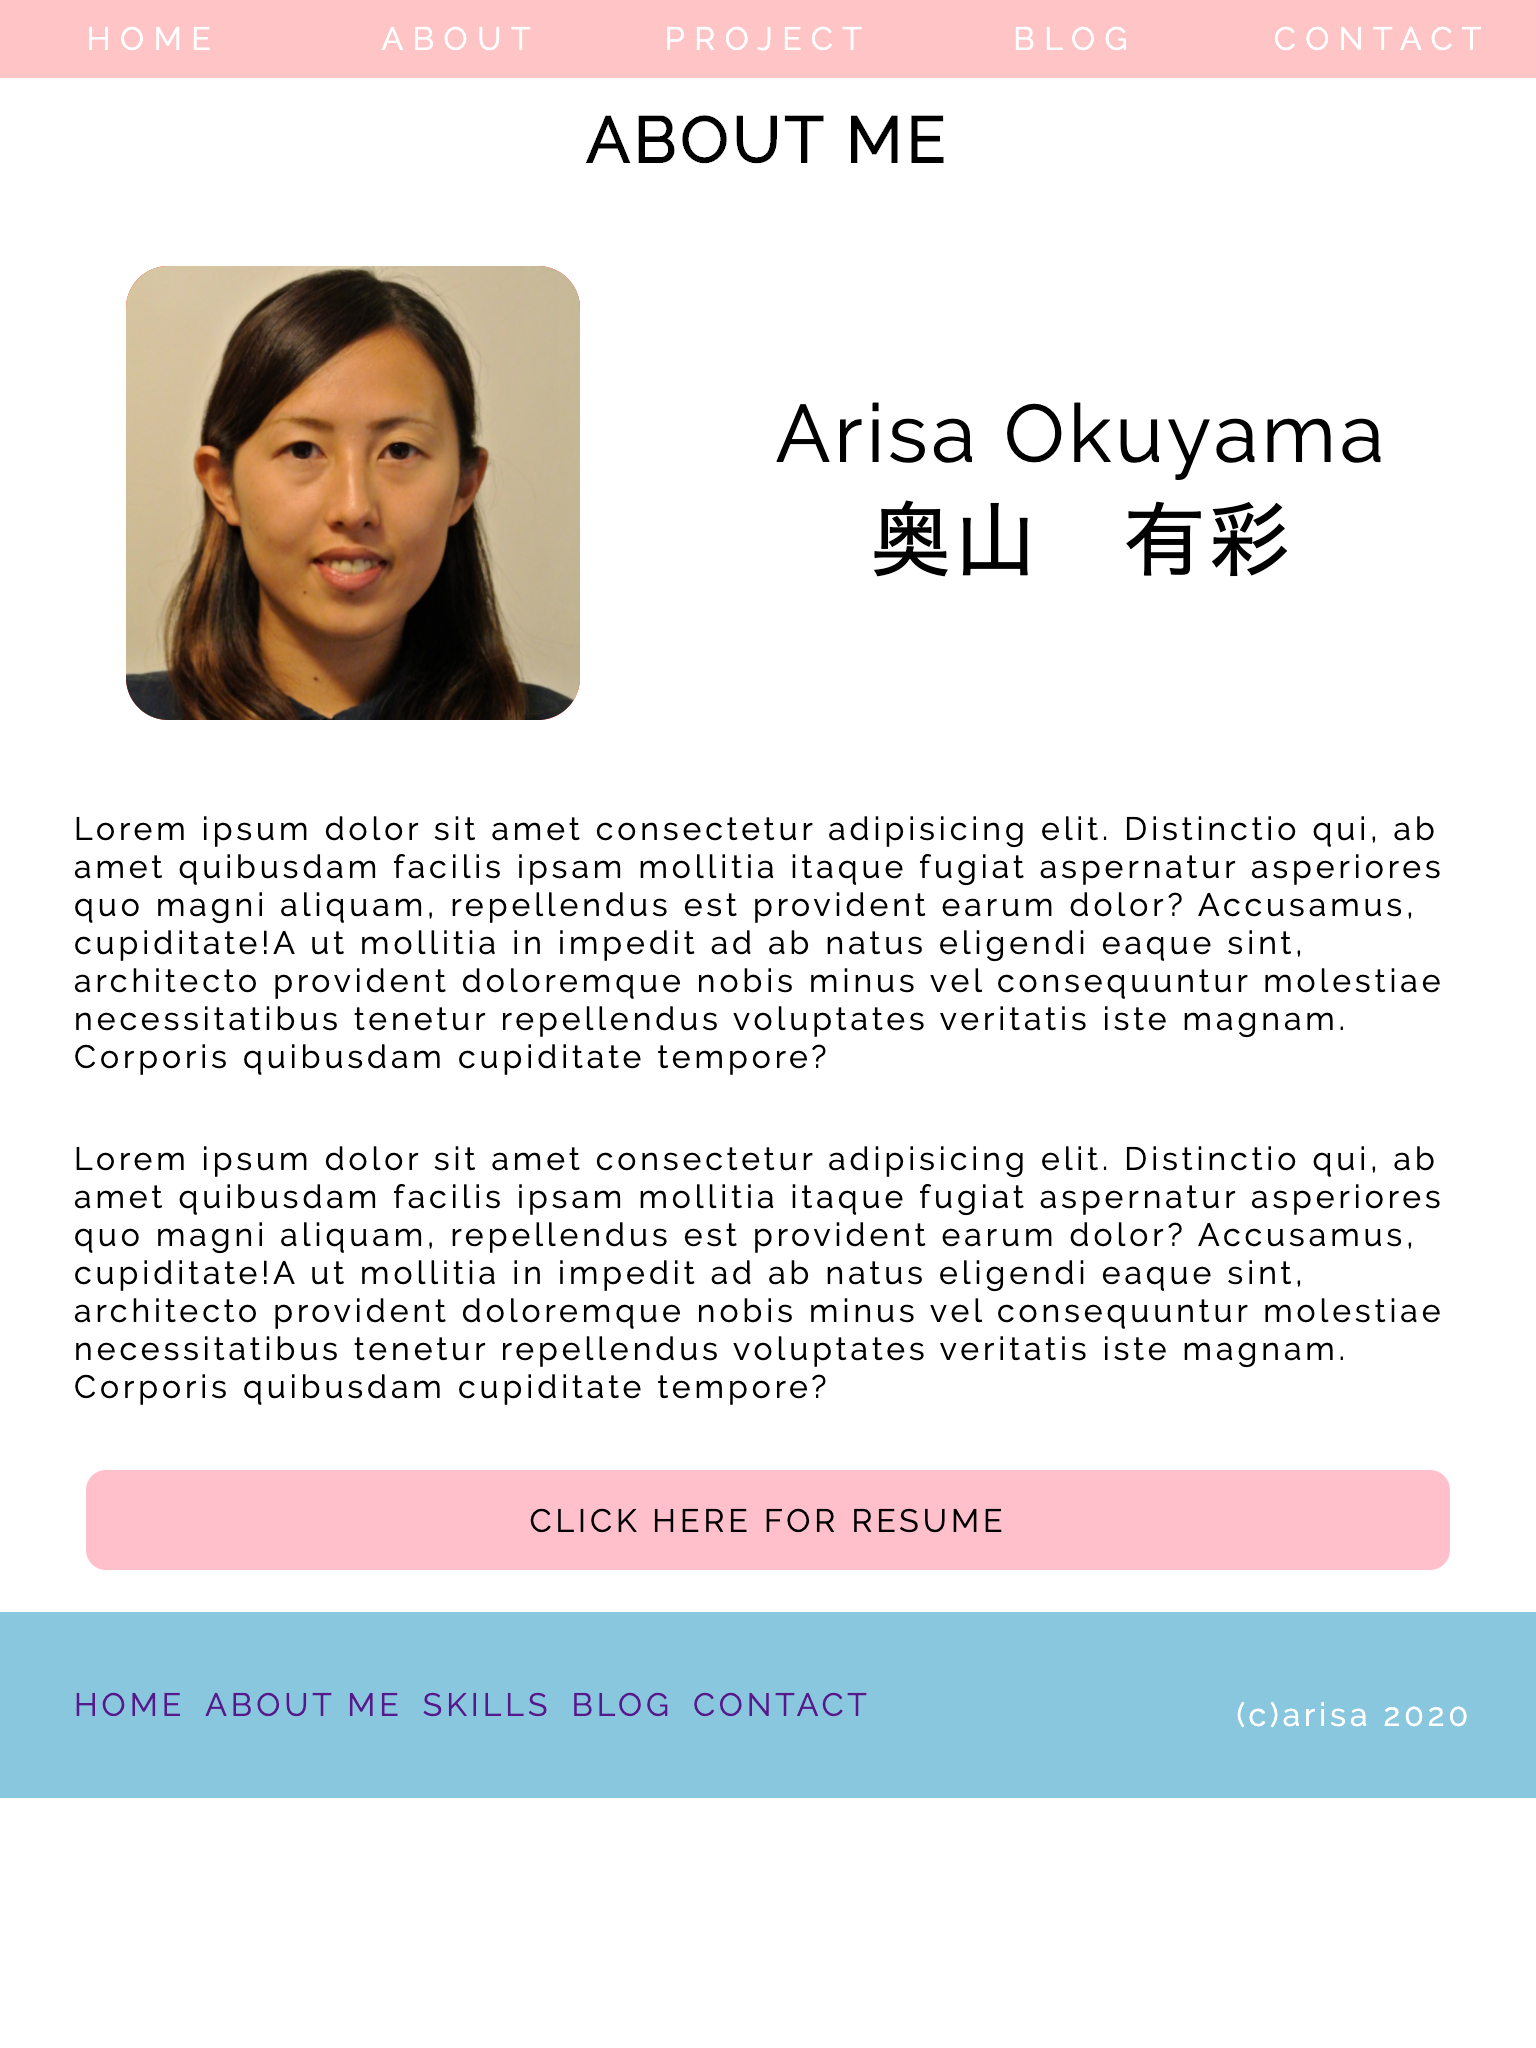 HOME ABOUT PROJECT BLOG CONTACT
ABOUT ME
Arisa Okuyama
奥山　有彩
Lorem ipsum dolor sit amet consectetur adipisicing elit. Distinctio qui, ab
amet quibusdam facilis ipsam mollitia itaque fugiat aspernatur asperiores
quo magni aliquam, repellendus est provident earum dolor? Accusamus,
cupiditate!A ut mollitia in impedit ad ab natus eligendi eaque sint,
architecto provident doloremque nobis minus vel consequuntur molestiae
necessitatibus tenetur repellendus voluptates veritatis iste magnam.
Corporis quibusdam cupiditate tempore?
Lorem ipsum dolor sit amet consectetur adipisicing elit. Distinctio qui, ab
amet quibusdam facilis ipsam mollitia itaque fugiat aspernatur asperiores
quo magni aliquam, repellendus est provident earum dolor? Accusamus,
cupiditate!A ut mollitia in impedit ad ab natus eligendi eaque sint,
architecto provident doloremque nobis minus vel consequuntur molestiae
necessitatibus tenetur repellendus voluptates veritatis iste magnam.
Corporis quibusdam cupiditate tempore?
CLICK HERE FOR RESUME
HOME ABOUT ME SKILLS BLOG CONTACT
(c)arisa 2020